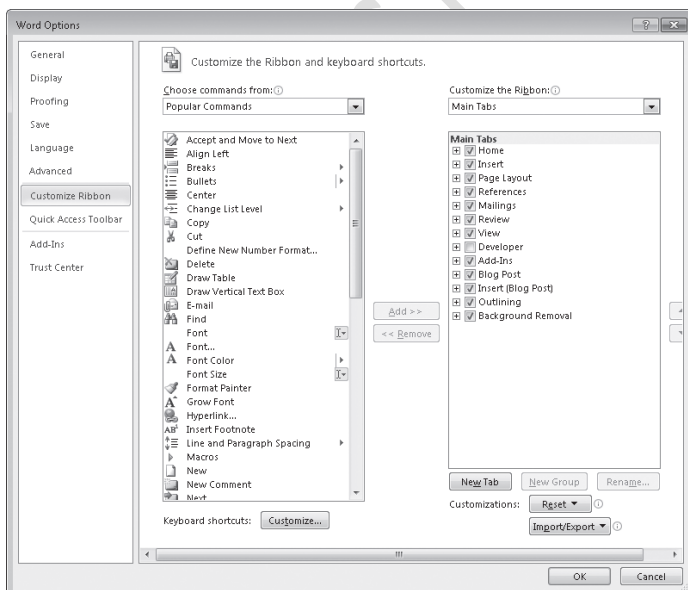 Word Options
General
Display
Proofing
Save
Language
Advanced
Customize Ribbon
Quick Access Toolbar
Add-Ins
Trust Center
Customize the Ribbon and keyboard shortcuts.
Choose commands from:
Popular Commands
Accept and Move to Next
Align Left
Breaks
Bullets
Center
Change List Level
Copy
Cut
Define New Number Format...
Delete
Draw Table
Draw Vertical Text Box
E-mail
Find
Font
Font...
Font Color
Font Size
Format Painter
Grow Font
Hyperlink...
Insert Footnote
Line and Paragraph Spacing
Macros
New
New Comment
Next
Keyboard shortcuts: Customize...
Add >>
<< Remove
Customize the Ribbon:
Main Tabs
Main Tabs
Home
Insert
Page Layout
References
Mailings
Review
View
Developer
Add-Ins
Blog Post
Insert (Blog Post)
Outlining
Background Removal
New Tab New Group Rename...
Customizations: Reset
Import/Export
OK Cancel